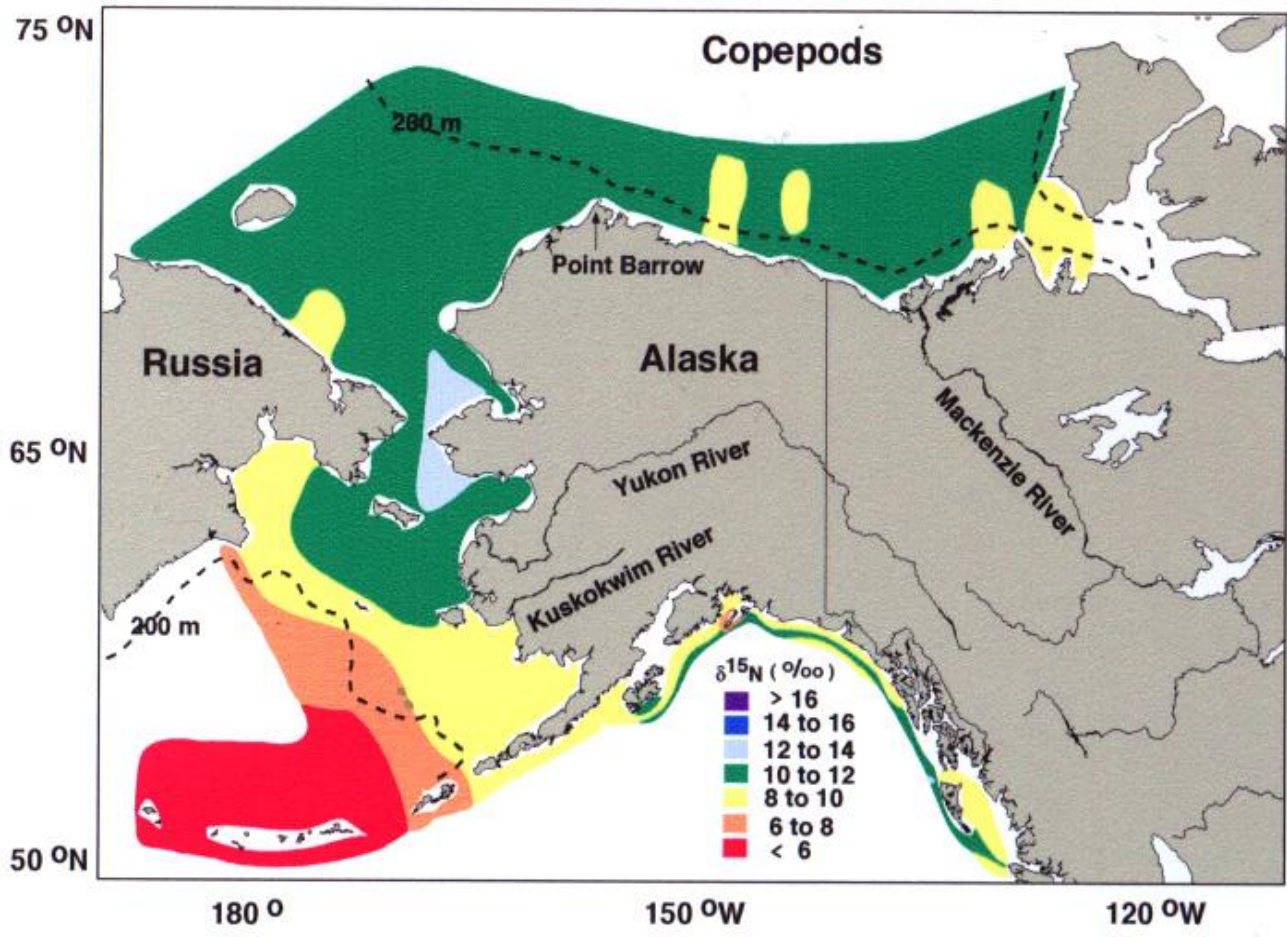 75 ºN
Copepods
200 m
Point Barrow
Russia
Alaska
Mackenzie River
65 ºN
Yukon River
Kuskokwim River
200 m
δ¹⁵N ( º/oo )
> 16
14 to 16
12 to 14
10 to 12
8 to 10
6 to 8
< 6
50 ºN
180 º
150 ºW
120 ºW